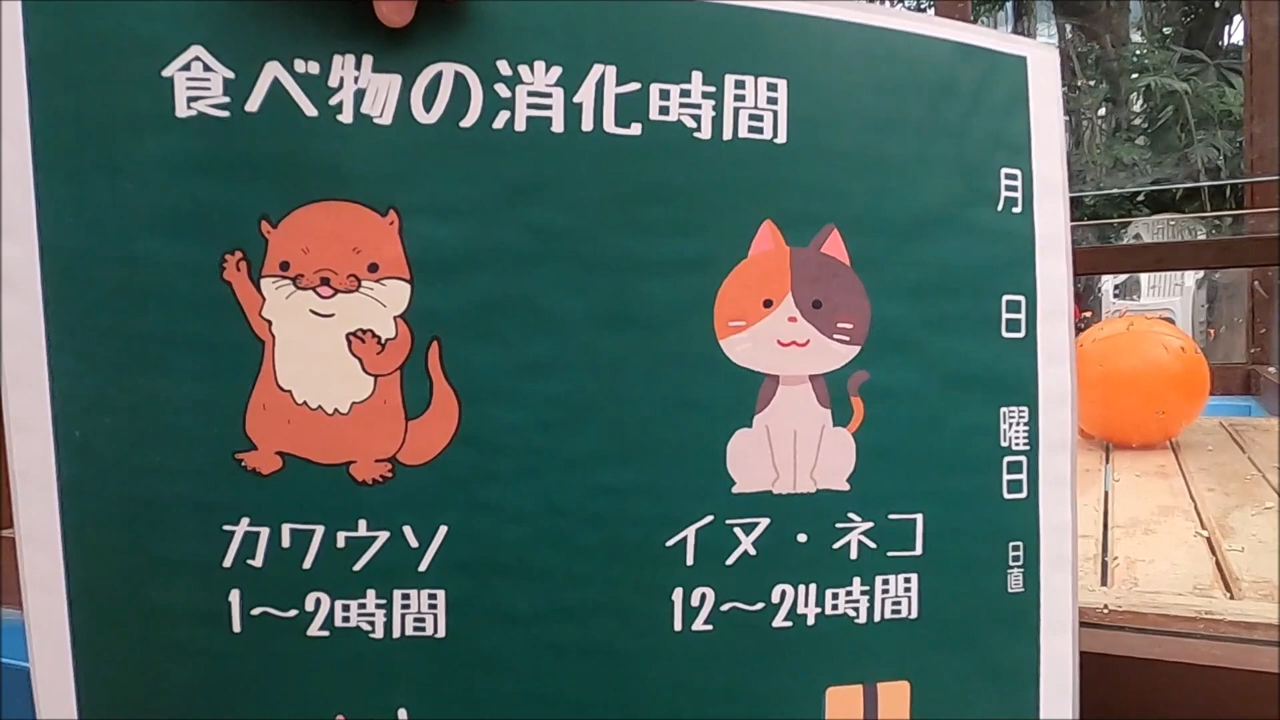 食べ物の消化時間
カワウソ
1〜2時間
イヌ・ネコ
12〜24時間
月
日
曜日
日直